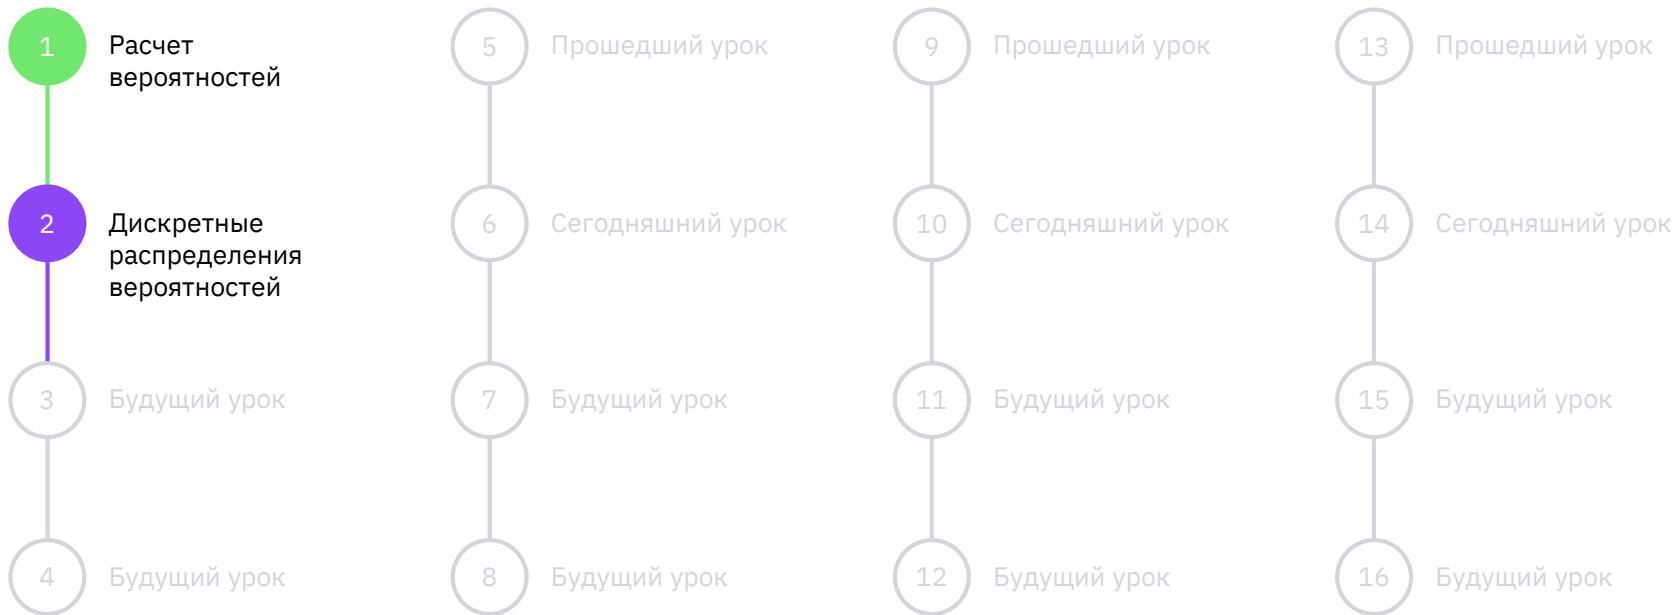 1
Расчет
вероятностей
2
Дискретные
распределения
вероятностей
3
Будущий урок
4
Будущий урок
5
Прошедший урок
6
Сегодняшний урок
7
Будущий урок
8
Будущий урок
9
Прошедший урок
10
Сегодняшний урок
11
Будущий урок
12
Будущий урок
13
Прошедший урок
14
Сегодняшний урок
15
Будущий урок
16
Будущий урок